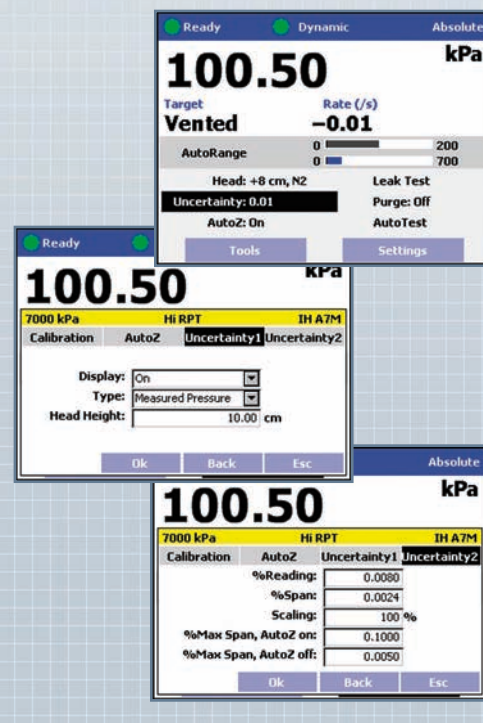 Ready Dynamic Absolute
100.50 kPa
Target Rate (/s)
Vented -0.01
AutoRange 0 200
0 700
Head: +8 cm, N2 Leak Test
Uncertainty: 0.01 Purge: Off
AutoZ: On AutoTest
Tools Settings
Ready
100.50 kPa
7000 kPa Hi RPT IH A7M
Calibration AutoZ Uncertainty1 Uncertainty2
Display: On
Type: Measured Pressure
Head Height: 10.00 cm
Ok Back Esc
Absolute
100.50 kPa
7000 kPa Hi RPT IH A7M
Calibration AutoZ Uncertainty1 Uncertainty2
%Reading: 0.0080
%Span: 0.0024
Scaling: 100 %
%Max Span, AutoZ on: 0.1000
%Max Span, AutoZ off: 0.0050
Ok Back Esc